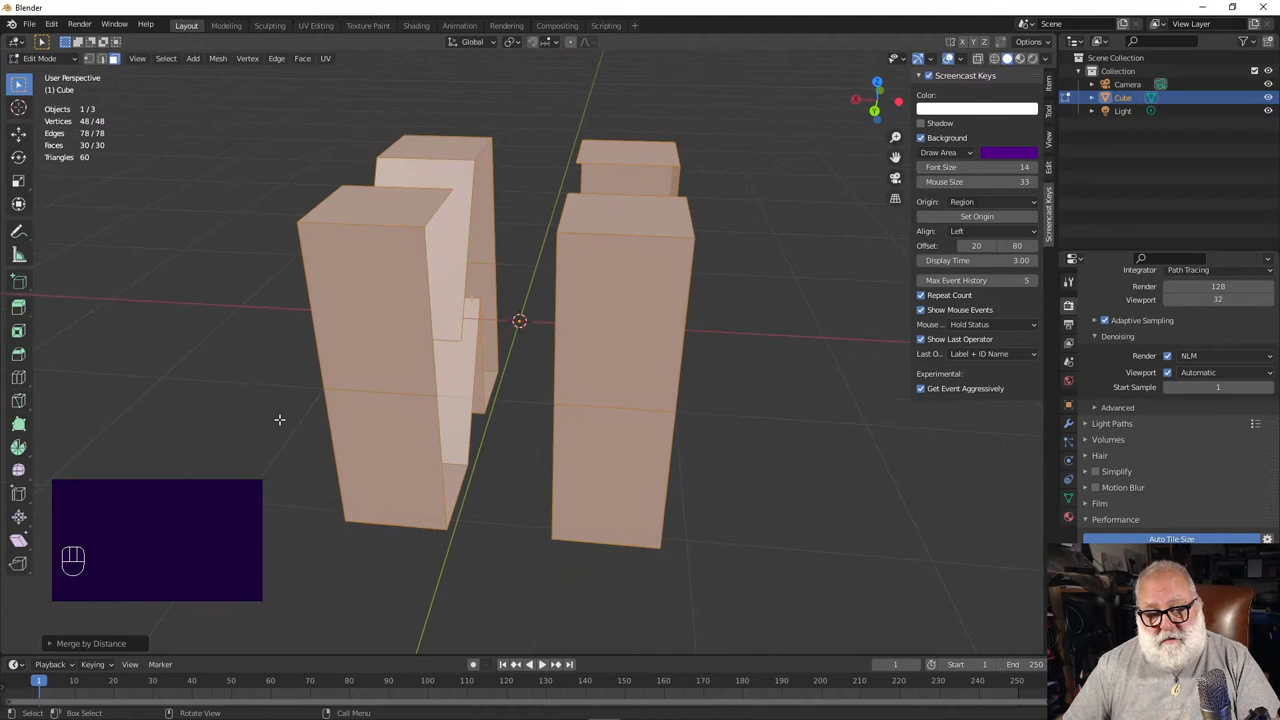 Blender
File Edit Render Window Help
Layout Modeling Sculpting UV Editing Texture Paint Shading Animation Rendering Compositing Scripting +
Scene
View Layer
Global
X Y Z
Options
Edit Mode
View Select Add Mesh Vertex Edge Face UV
User Perspective
(1) Cube
Objects 1 / 3
Vertices 48 / 48
Edges 78 / 78
Faces 30 / 30
Triangles 60
Z
X
Y
Item
Tool
View
Edit
Screencast Keys
Screencast Keys
Color:
Shadow
Background
Draw Area
Font Size 14
Mouse Size 33
Origin: Region
Set Origin
Align: Left
Offset: 20 80
Display Time 3.00
Max Event History 5
Repeat Count
Show Mouse Events
Mouse ... Hold Status
Show Last Operator
Last O... Label + ID Name
Experimental:
Get Event Aggressively
Scene Collection
Collection
Camera
Cube
Light
Integrator Path Tracing
Render 128
Viewport 32
Adaptive Sampling
Denoising
Render NLM
Viewport Automatic
Start Sample 1
Advanced
Light Paths
Volumes
Hair
Simplify
Motion Blur
Film
Performance
Auto Tile Size
Merge by Distance
Playback Keying View Marker
1
Start 1 End 250
1 10 20 30 40 50 60 70 80 90 100 110 120 130 140 150 160 170 180 190 200 210 220 230 240 250
Select Box Select Rotate View Call Menu